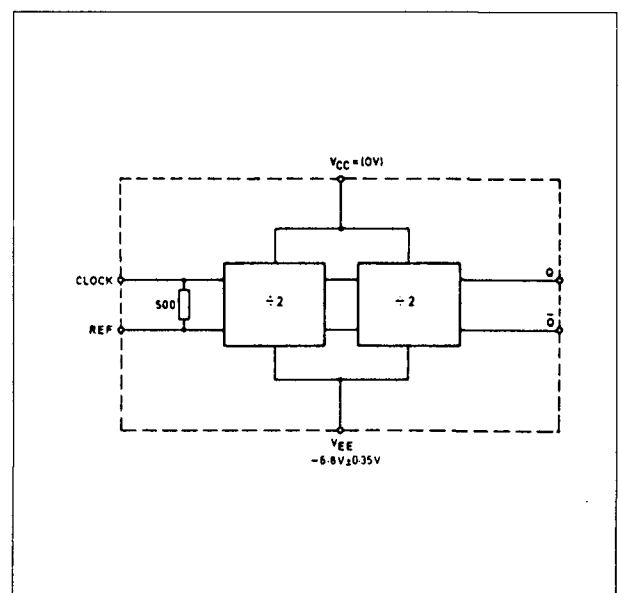 VCC = (0V)
CLOCK
500
REF
÷2
÷2
Q
Q̅
VEE
-6·8V±0·35V